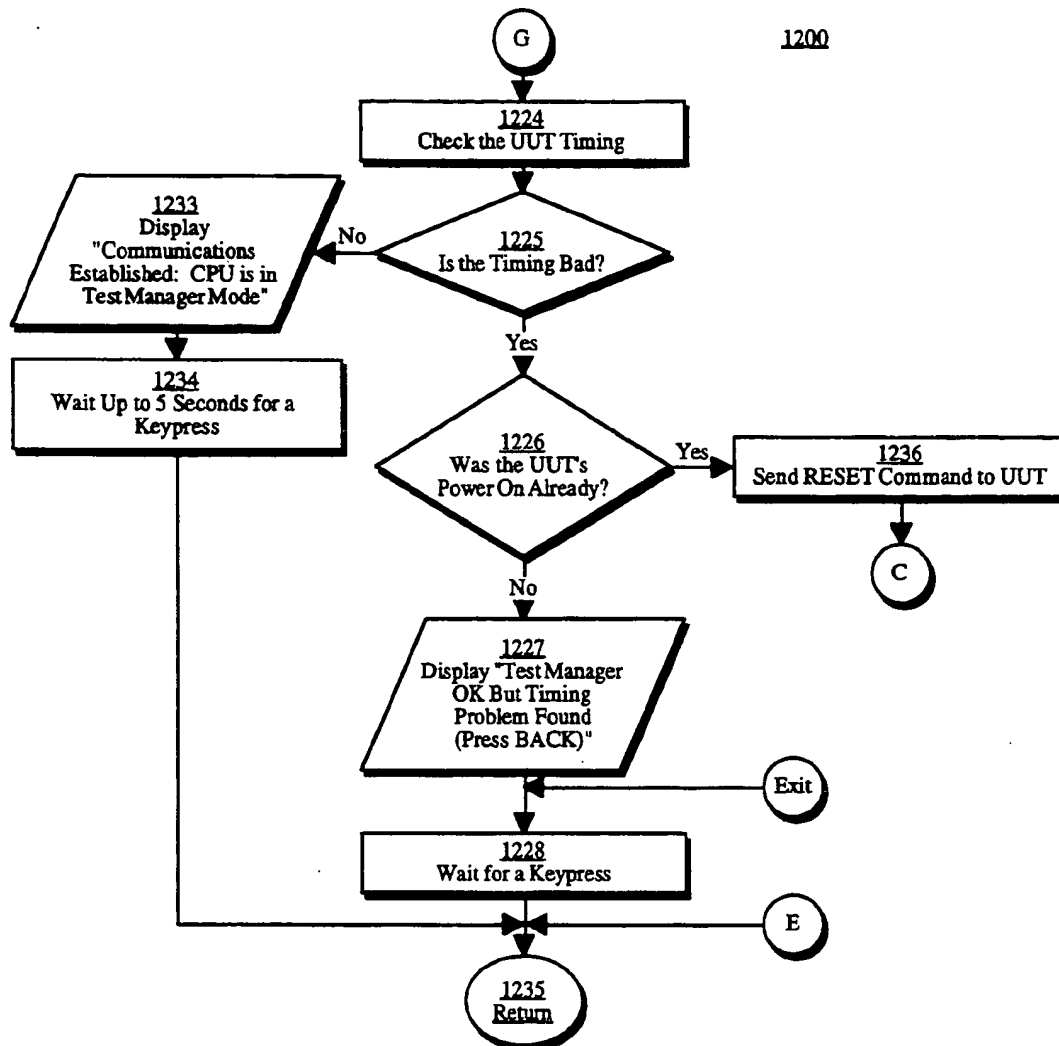 G
1200
1224
Check the UUT Timing
1233
Display
"Communications
Established: CPU is in
Test Manager Mode"
No
1225
Is the Timing Bad?
Yes
1234
Wait Up to 5 Seconds for a
Keypress
1226
Was the UUT's
Power On Already?
Yes
1236
Send RESET Command to UUT
C
No
1227
Display "Test Manager
OK But Timing
Problem Found
(Press BACK)"
Exit
1228
Wait for a Keypress
E
1235
Return